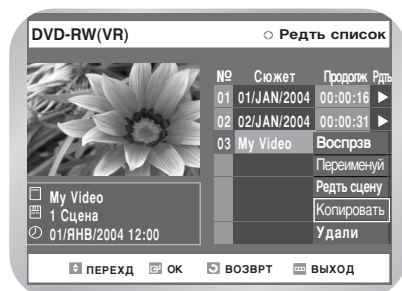 DVD-RW(VR) Редть список
№ Сюжет Продолж Рдть
01 01/JAN/2004 00:00:16
02 02/JAN/2004 00:00:31
03 My Video Воспрзв
Переименуй
Редть сцену
Копировать
Удали
My Video
1 Сцена
01/ЯНВ/2004 12:00
ПЕРЕХД ОК ВОЗВРТ ВЫХОД